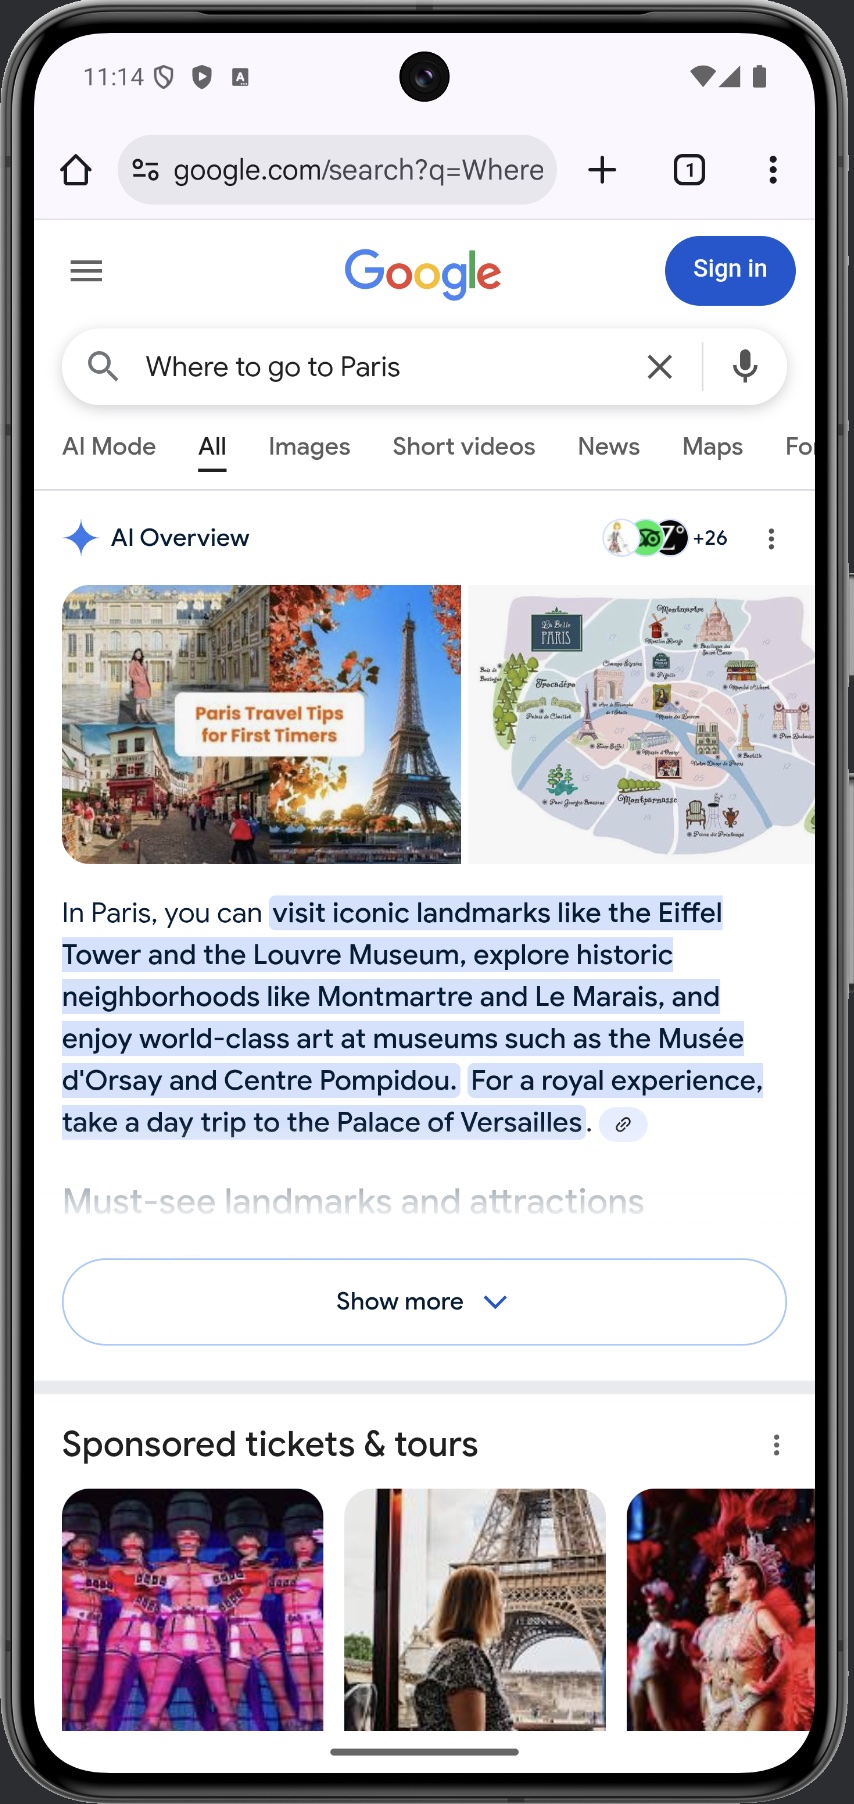 11:14
google.com/search?q=Where
1
Google
Sign in
Where to go to Paris
AI Mode All Images Short videos News Maps For
AI Overview
+26
Paris Travel Tips
for First Timers
La Belle
PARIS
Montmartre
Trocadéro
Montparnasse
In Paris, you can visit iconic landmarks like the Eiffel
Tower and the Louvre Museum, explore historic
neighborhoods like Montmartre and Le Marais, and
enjoy world-class art at museums such as the Musée
d'Orsay and Centre Pompidou. For a royal experience,
take a day trip to the Palace of Versailles.
Must-see landmarks and attractions
Show more
Sponsored tickets & tours